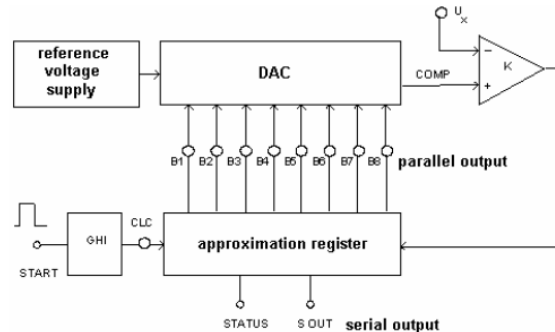 reference
voltage
supply
DAC
U x
COMP
−
+
K
B1 B2 B3 B4 B5 B6 B7 B8
parallel output
START
GHI
CLC
approximation register
STATUS
S OUT
serial output